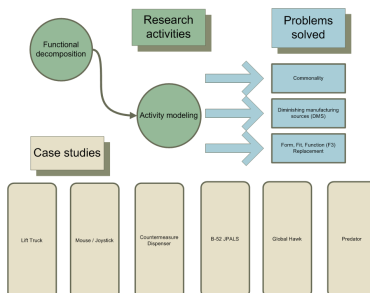 Research
activities
Problems
solved
Functional
decomposition
Activity modeling
Commonality
Diminishing manufacturing
sources (DMS)
Form, Fit, Function (F3)
Replacement
Case studies
Lift Truck
Mouse / Joystick
Countermeasure
Dispenser
B-52 JPALS
Global Hawk
Predator